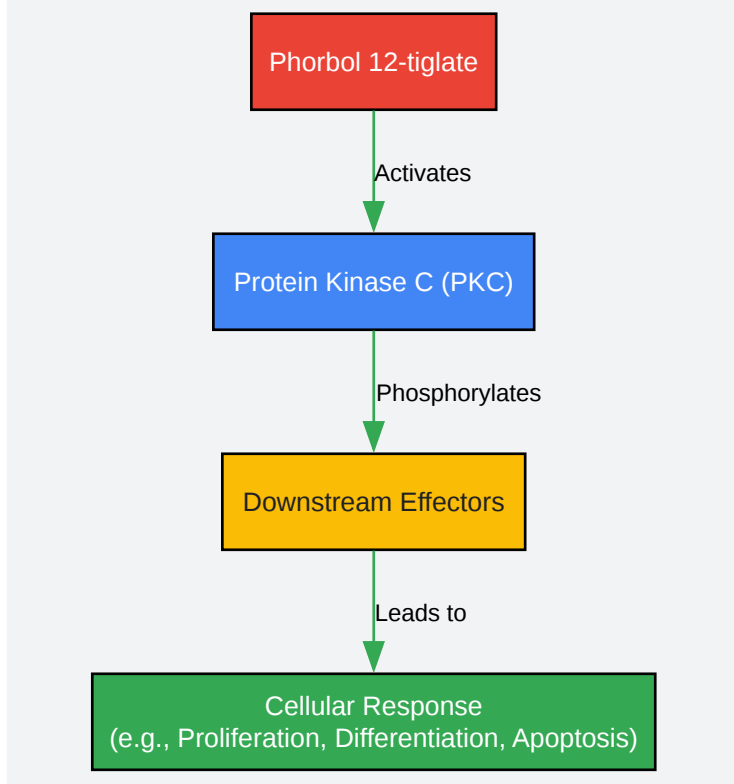 Phorbol 12-tiglate
Activates
Protein Kinase C (PKC)
Phosphorylates
Downstream Effectors
Leads to
Cellular Response
(e.g., Proliferation, Differentiation, Apoptosis)